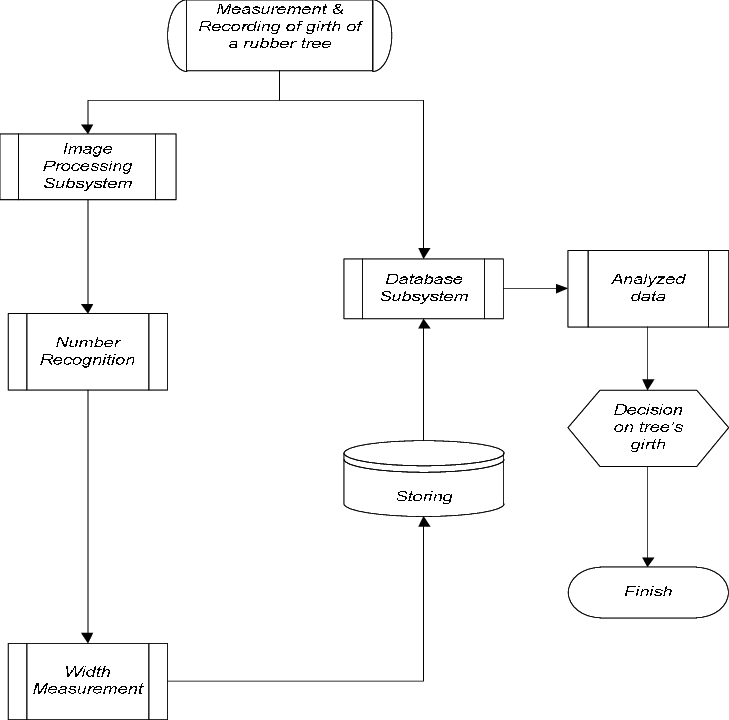 Measurement &
Recording of girth of
a rubber tree
Image
Processing
Subsystem
Database
Subsystem
Analyzed
data
Number
Recognition
Decision
on tree's
girth
Storing
Finish
Width
Measurement